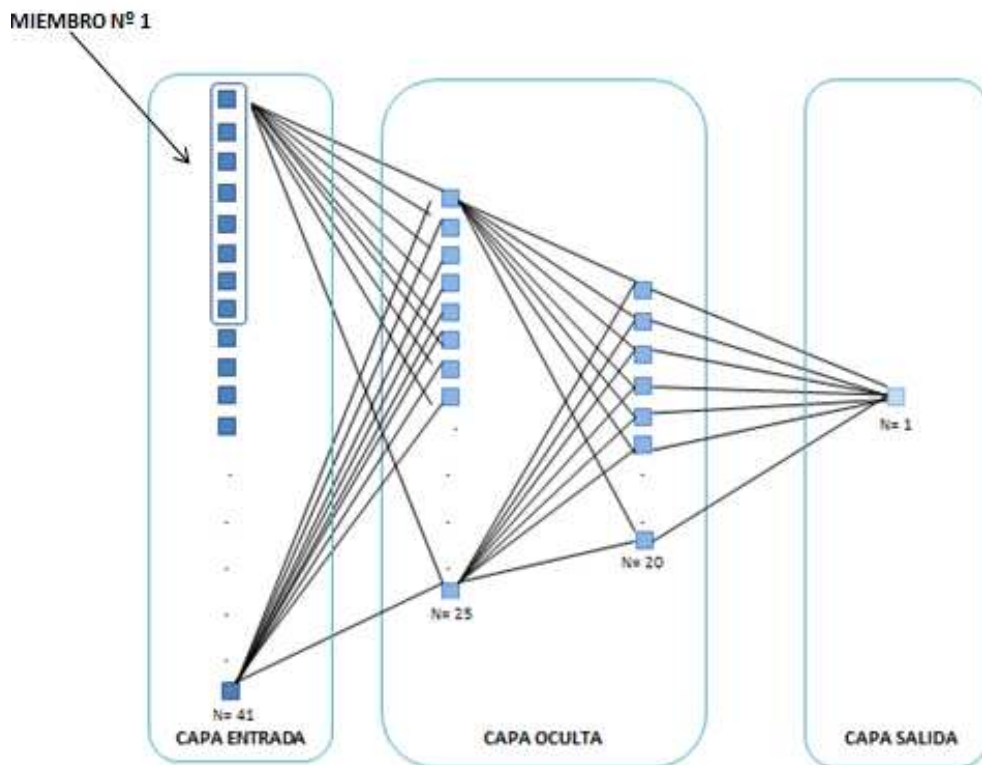 MIEMBRO Nº 1
N= 1
N= 25
N= 20
N= 41
CAPA ENTRADA
CAPA OCULTA
CAPA SALIDA